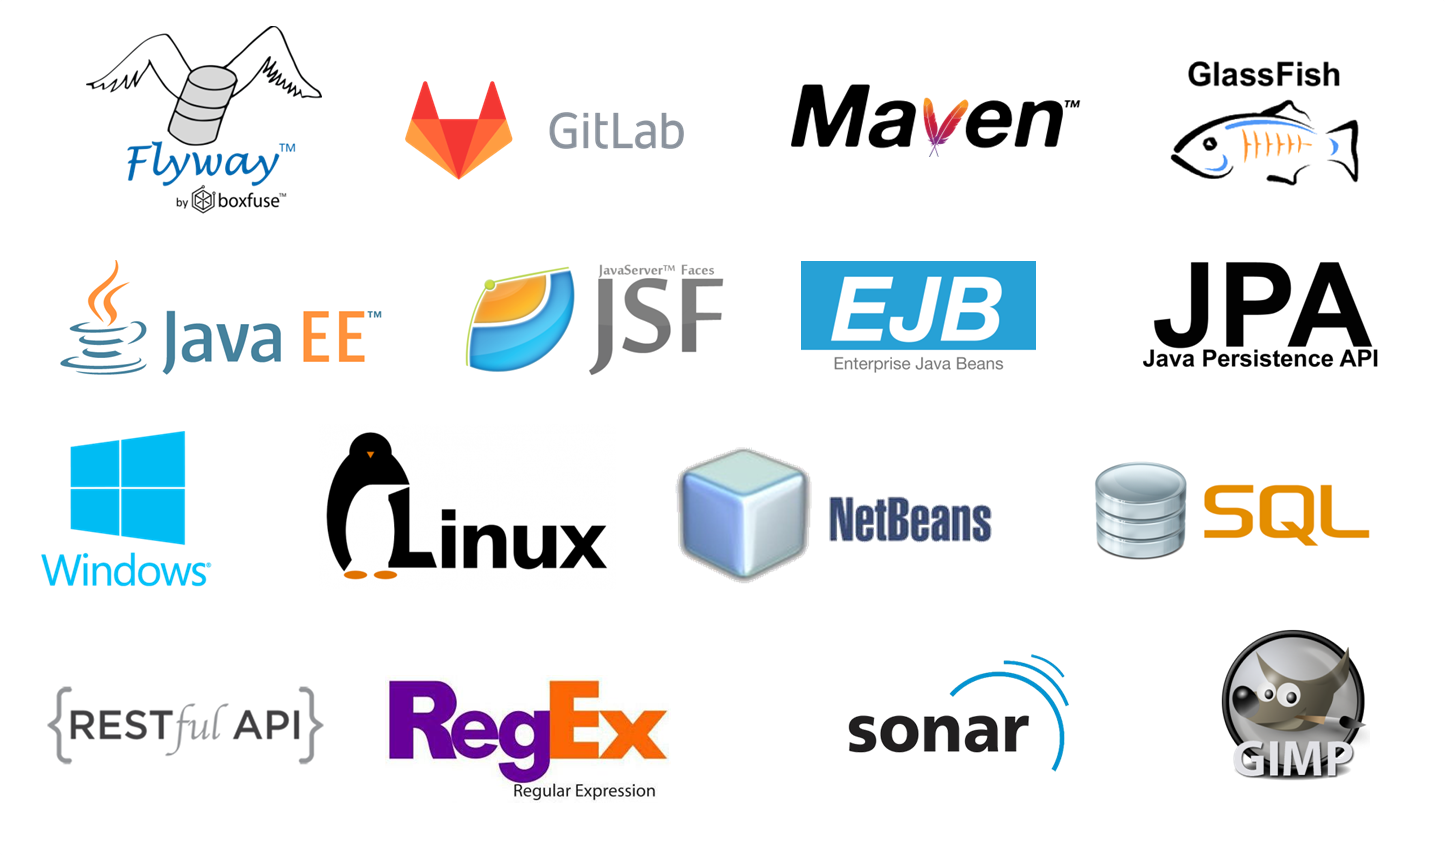 Flyway™
by boxfuse™
GitLab
Maven™
GlassFish
Java EE™
JavaServer™ Faces
JSF
EJB
Enterprise Java Beans
JPA
Java Persistence API
Windows®
Linux
NetBeans
SQL
{RESTful API}
RegEx
Regular Expression
sonar
GIMP